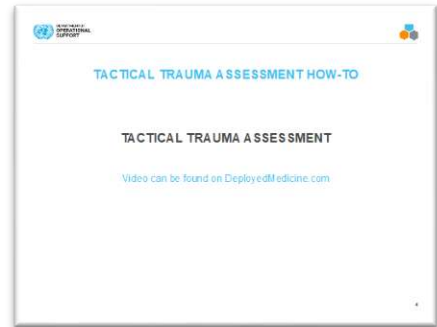 DEPARTMENT OF
OPERATIONAL
SUPPORT
TACTICAL TRAUMA ASSESSMENT HOW-TO
TACTICAL TRAUMA ASSESSMENT
Video can be found on DeployedMedicine.com